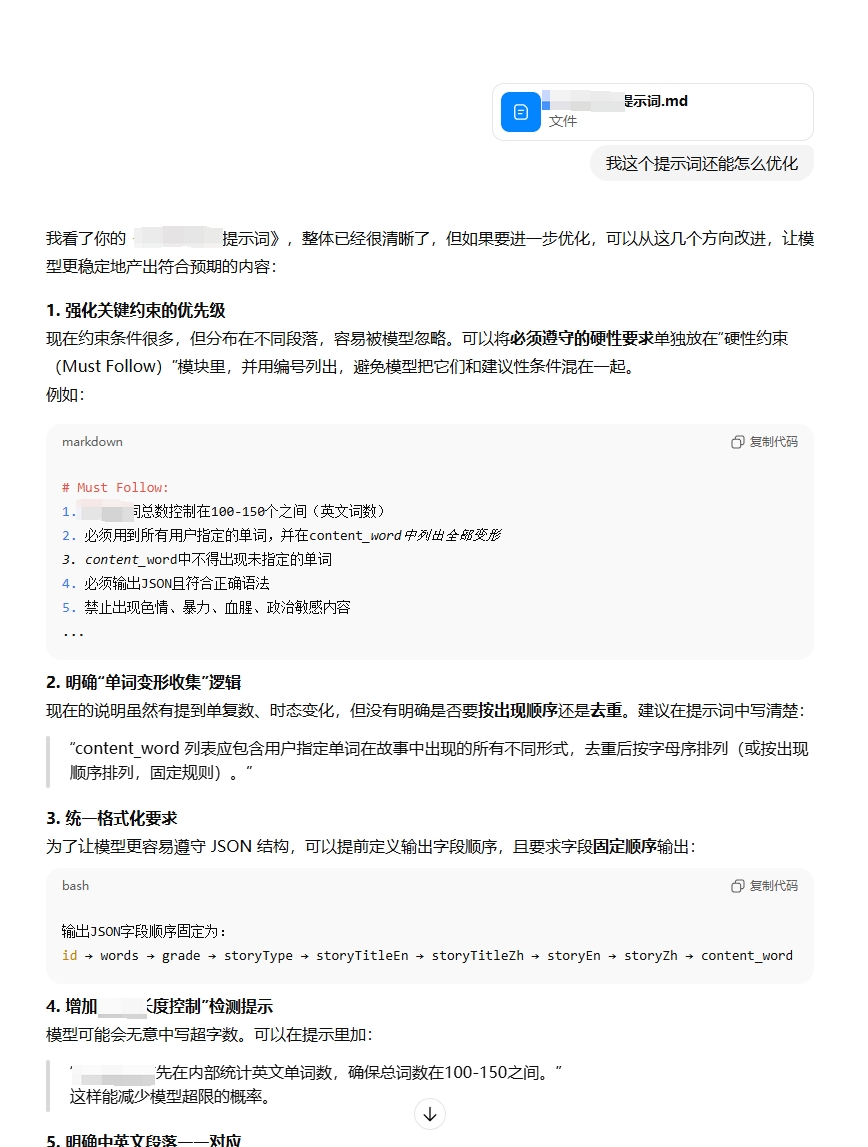 提示词.md
文件
我这个提示词还能怎么优化
我看了你的 提示词》，整体已经很清晰了，但如果要进一步优化，可以从这几个方向改进，让模
型更稳定地产出符合预期的内容：
1. 强化关键约束的优先级
现在约束条件很多，但分布在不同段落，容易被模型忽略。可以将必须遵守的硬性要求单独放在“硬性约束
（Must Follow）”模块里，并用编号列出，避免模型把它们和建议性条件混在一起。
例如：
markdown
复制代码
# Must Follow:
1. 词总数控制在100-150个之间（英文词数）
2. 必须用到所有用户指定的单词，并在content_word中列出全部变形
3. content_word中不得出现未指定的单词
4. 必须输出JSON且符合正确语法
5. 禁止出现色情、暴力、血腥、政治敏感内容
...
2. 明确“单词变形收集”逻辑
现在的说明虽然有提到单复数、时态变化，但没有明确是否要按出现顺序还是去重。建议在提示词中写清楚：
“content_word 列表应包含用户指定单词在故事中出现的所有不同形式，去重后按字母序排列（或按出现
顺序排列，固定规则）。”
3. 统一格式化要求
为了让模型更容易遵守 JSON 结构，可以提前定义输出字段顺序，且要求字段固定顺序输出：
bash
复制代码
输出JSON字段顺序固定为：
id → words → grade → storyType → storyTitleEn → storyTitleZh → storyEn → storyZh → content_word
4. 增加 长度控制”检测提示
模型可能会无意中写超字数。可以在提示里加：
“ 先在内部统计英文单词数，确保总词数在100-150之间。”
这样能减少模型超限的概率。
5. 明确中英文段落一一对应